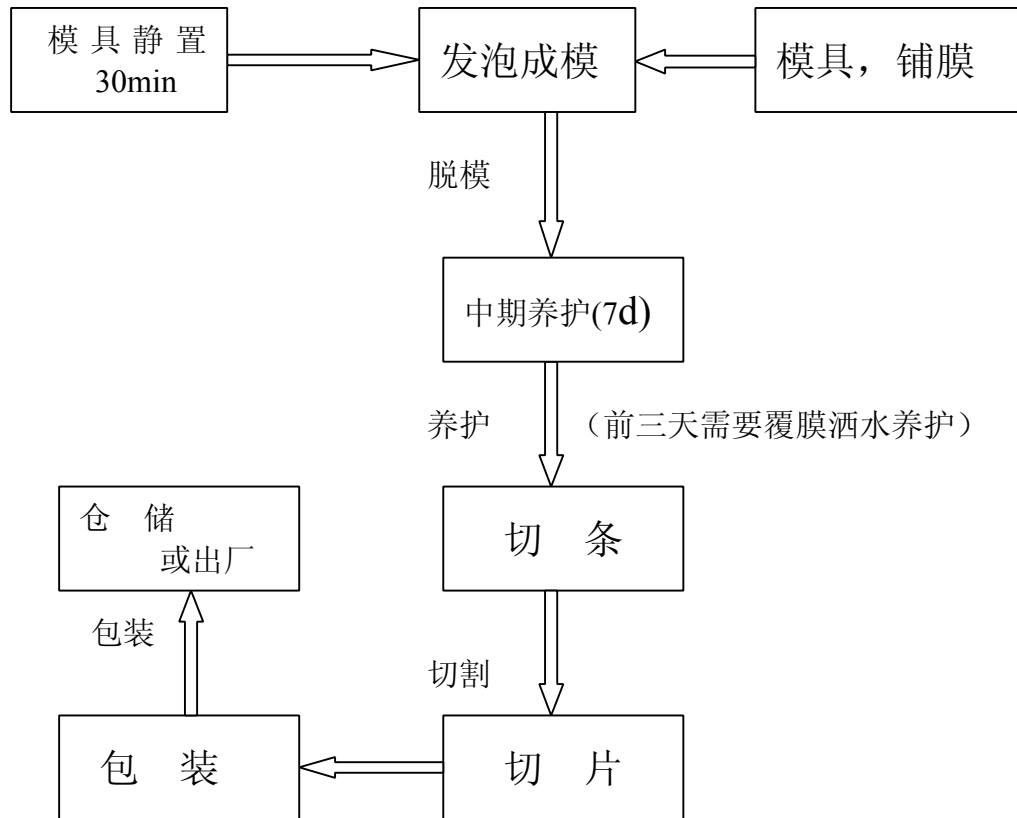 模具静置
30min
发泡成模
模具，铺膜
脱模
中期养护(7d)
养护
（前三天需要覆膜洒水养护）
仓 储
或出厂
切 条
包装
切割
包 装
切 片